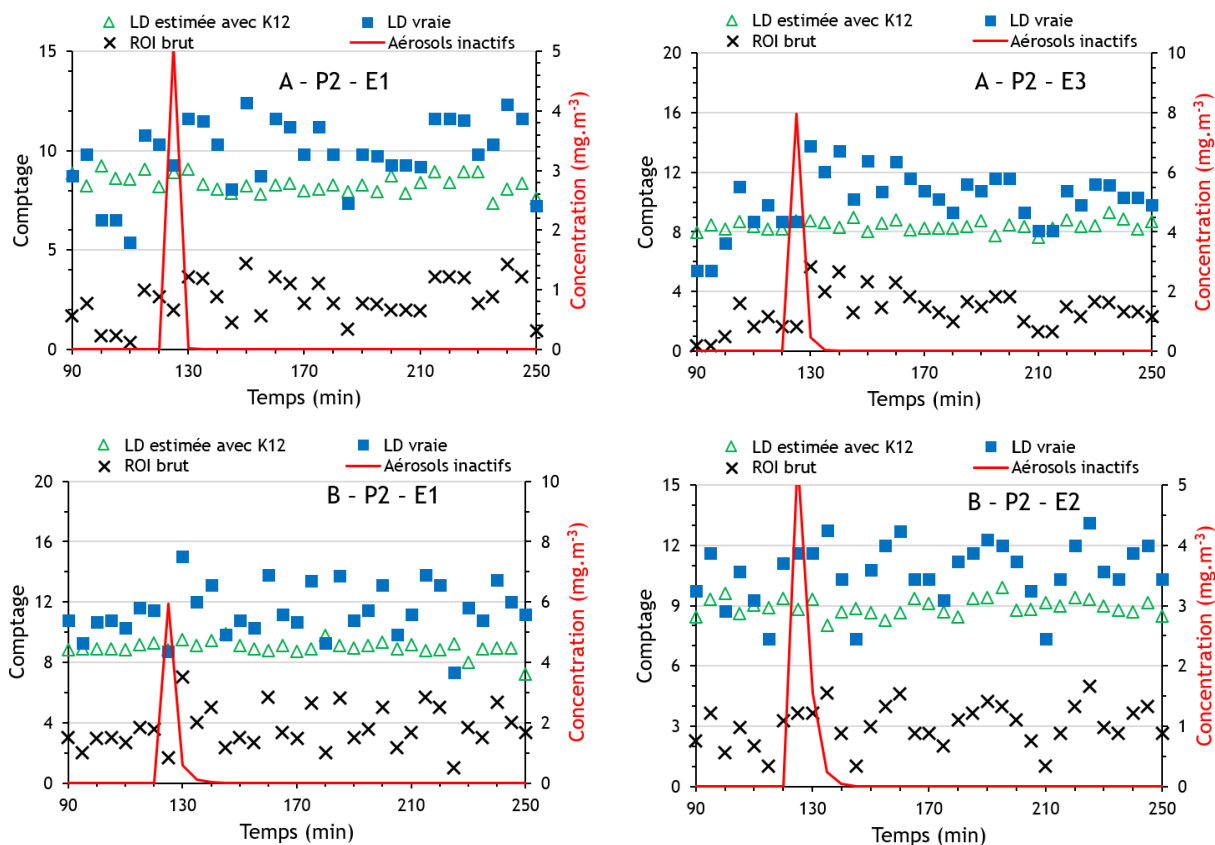 LD estimée avec K12 LD vraie
ROI brut Aérosols inactifs
A - P2 - E1
15
10
5
0
5
4
3
2
1
0
90 130 170 210 250
Comptage
Temps (min)
Concentration (mg.m⁻³)
LD estimée avec K12 LD vraie
ROI brut Aérosols inactifs
A - P2 - E3
20
16
12
8
4
0
10
8
6
4
2
0
90 130 170 210 250
Comptage
Temps (min)
Concentration (mg.m⁻³)
LD estimée avec K12 LD vraie
ROI brut Aérosols inactifs
B - P2 - E1
20
16
12
8
4
0
10
8
6
4
2
0
90 130 170 210 250
Comptage
Temps (min)
Concentration (mg.m⁻³)
LD estimée avec K12 LD vraie
ROI brut Aérosols inactifs
B - P2 - E2
15
12
9
6
3
0
5
4
3
2
1
0
90 130 170 210 250
Comptage
Temps (min)
Concentration (mg.m⁻³)